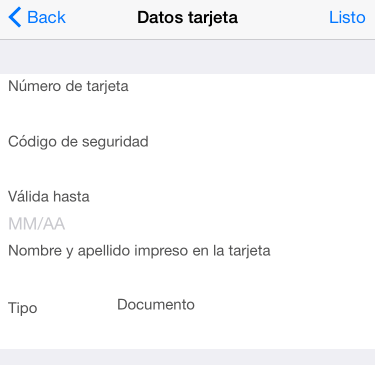 Back Datos tarjeta Listo
Número de tarjeta
Código de seguridad
Válida hasta
MM/AA
Nombre y apellido impreso en la tarjeta
Tipo Documento